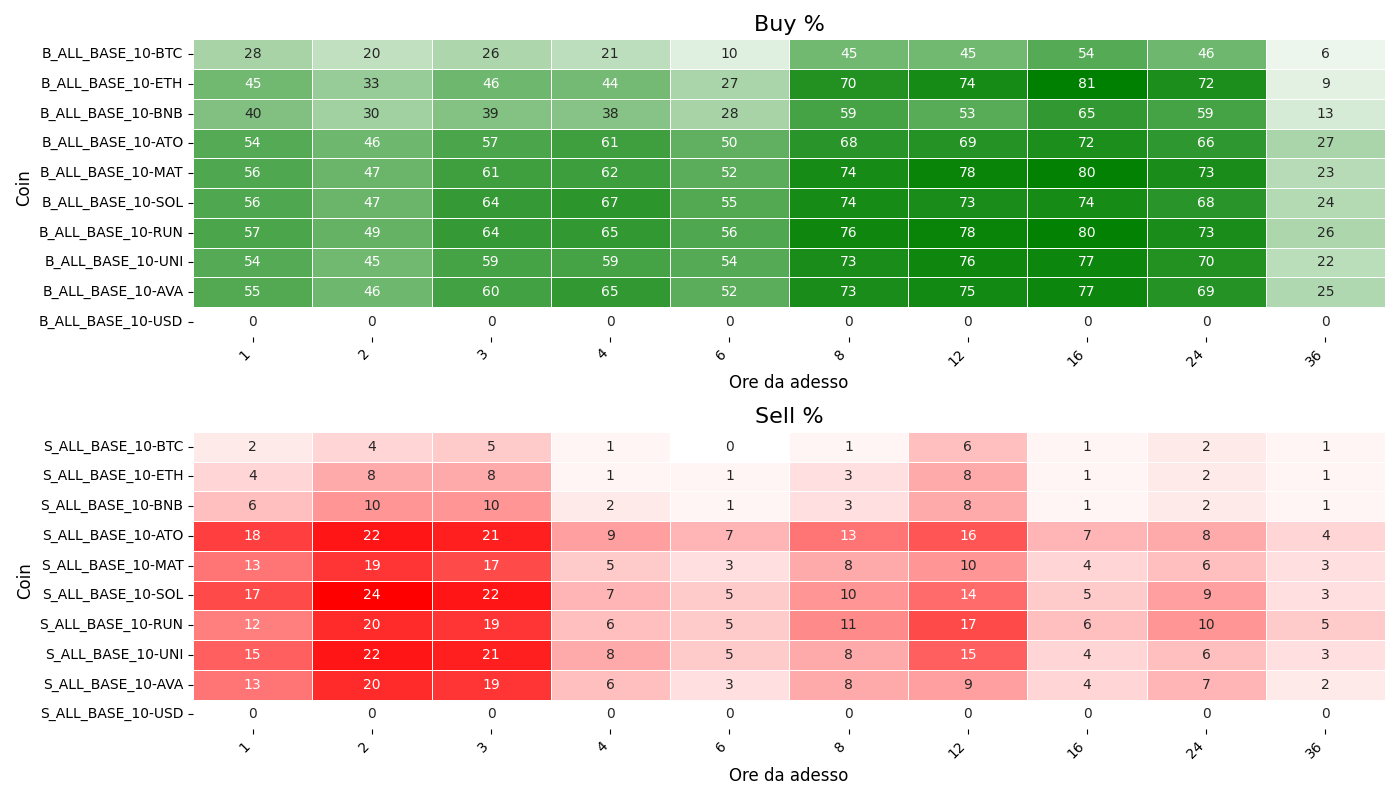 Buy %
Coin
B_ALL_BASE_10-BTC 28 20 26 21 10 45 45 54 46 6
B_ALL_BASE_10-ETH 45 33 46 44 27 70 74 81 72 9
B_ALL_BASE_10-BNB 40 30 39 38 28 59 53 65 59 13
B_ALL_BASE_10-ATO 54 46 57 61 50 68 69 72 66 27
B_ALL_BASE_10-MAT 56 47 61 62 52 74 78 80 73 23
B_ALL_BASE_10-SOL 56 47 64 67 55 74 73 74 68 24
B_ALL_BASE_10-RUN 57 49 64 65 56 76 78 80 73 26
B_ALL_BASE_10-UNI 54 45 59 59 54 73 76 77 70 22
B_ALL_BASE_10-AVA 55 46 60 65 52 73 75 77 69 25
B_ALL_BASE_10-USD 0 0 0 0 0 0 0 0 0 0
1 2 3 4 6 8 12 16 24 36
Ore da adesso
Sell %
Coin
S_ALL_BASE_10-BTC 2 4 5 1 0 1 6 1 2 1
S_ALL_BASE_10-ETH 4 8 8 1 1 3 8 1 2 1
S_ALL_BASE_10-BNB 6 10 10 2 1 3 8 1 2 1
S_ALL_BASE_10-ATO 18 22 21 9 7 13 16 7 8 4
S_ALL_BASE_10-MAT 13 19 17 5 3 8 10 4 6 3
S_ALL_BASE_10-SOL 17 24 22 7 5 10 14 5 9 3
S_ALL_BASE_10-RUN 12 20 19 6 5 11 17 6 10 5
S_ALL_BASE_10-UNI 15 22 21 8 5 8 15 4 6 3
S_ALL_BASE_10-AVA 13 20 19 6 3 8 9 4 7 2
S_ALL_BASE_10-USD 0 0 0 0 0 0 0 0 0 0
1 2 3 4 6 8 12 16 24 36
Ore da adesso